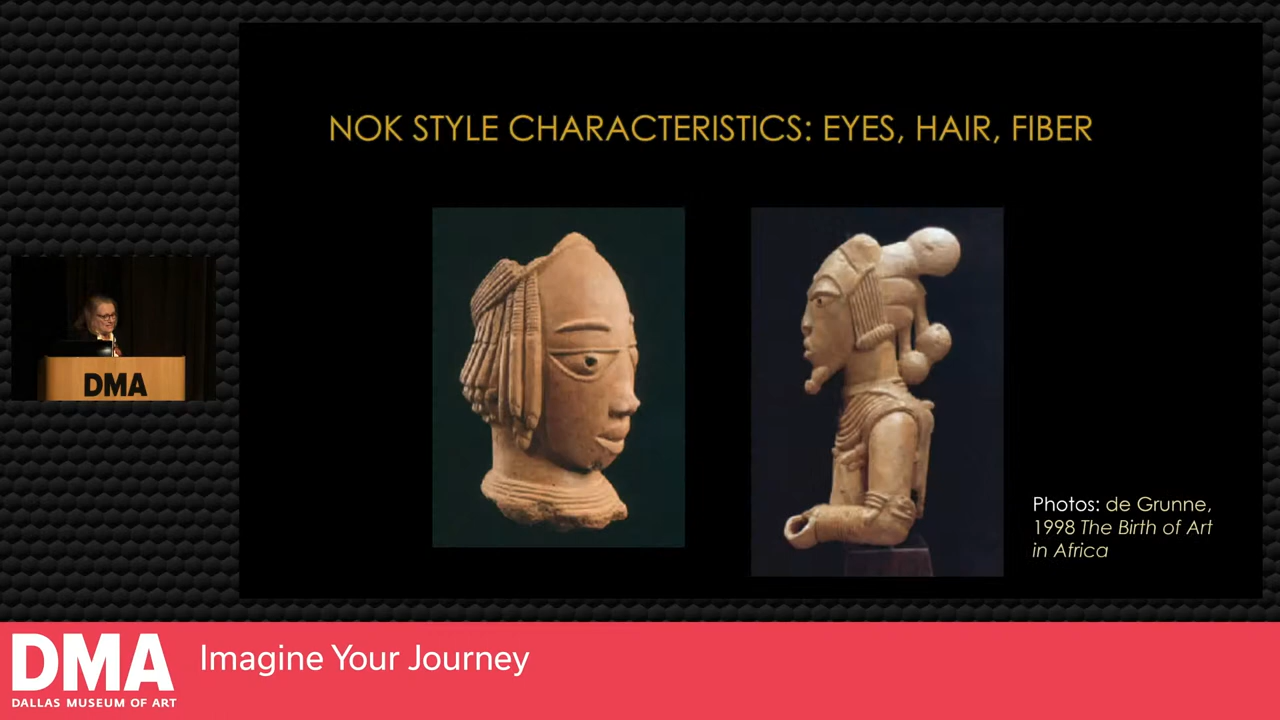 NOK STYLE CHARACTERISTICS: EYES, HAIR, FIBER
DMA
Photos: de Grunne,
1998 The Birth of Art
in Africa
DMA
DALLAS MUSEUM OF ART
Imagine Your Journey